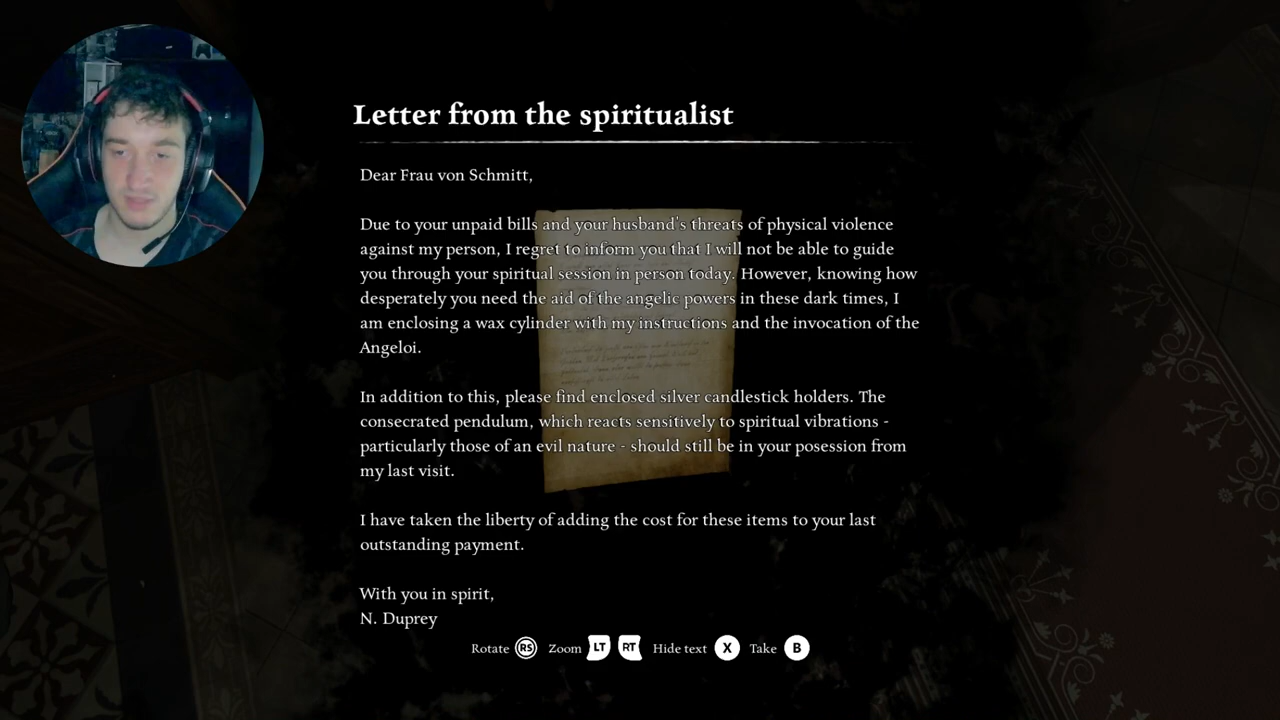 Letter from the spiritualist
Dear Frau von Schmitt,
Due to your unpaid bills and your husband's threats of physical violence
against my person, I regret to inform you that I will not be able to guide
you through your spiritual session in person today. However, knowing how
desperately you need the aid of the angelic powers in these dark times, I
am enclosing a wax cylinder with my instructions and the invocation of the
Angeloi.
In addition to this, please find enclosed silver candlestick holders. The
consecrated pendulum, which reacts sensitively to spiritual vibrations -
particularly those of an evil nature - should still be in your posession from
my last visit.
I have taken the liberty of adding the cost for these items to your last
outstanding payment.
With you in spirit,
N. Duprey
Rotate RS Zoom LT RT Hide text X Take B